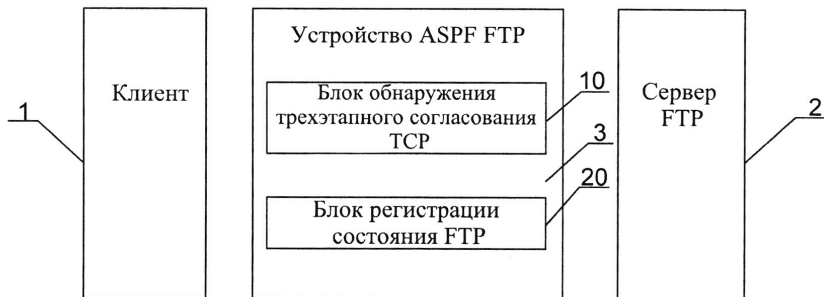 Устройство ASPF FTP
Клиент
Сервер
FTP
1
2
Блок обнаружения
трехэтапного согласования
TCP
10
3
20
Блок регистрации
состояния FTP